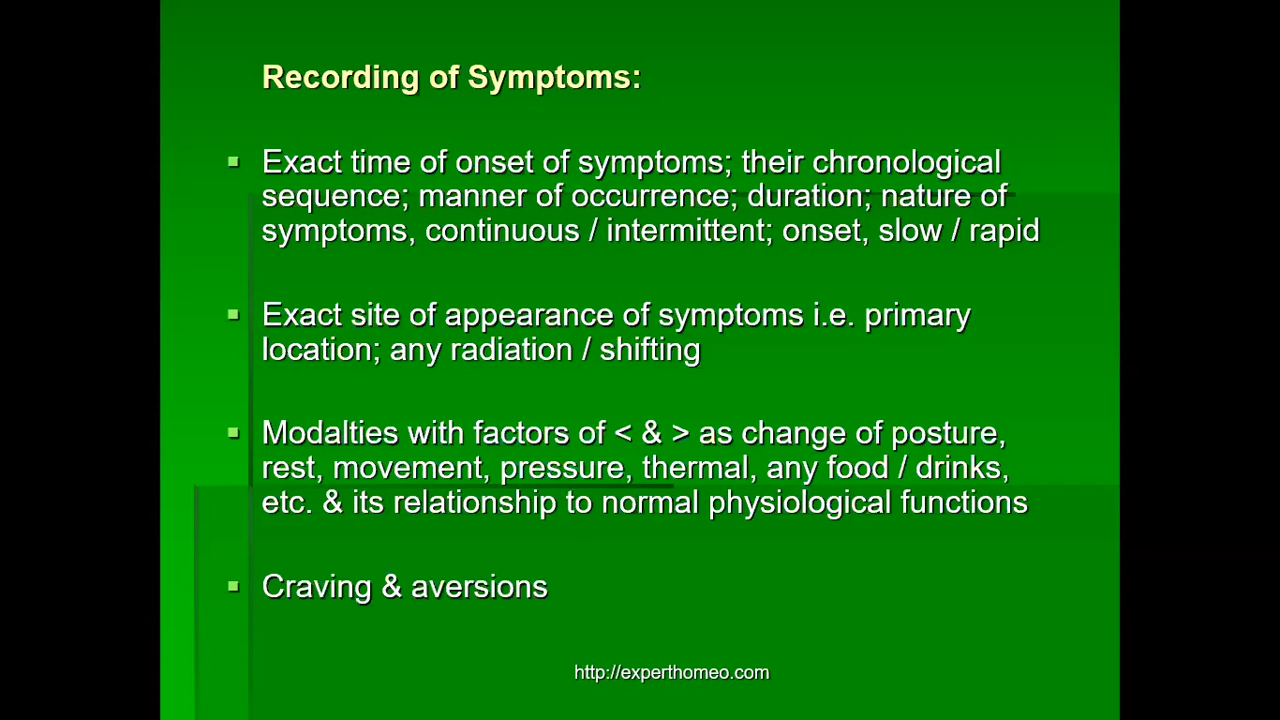 Recording of Symptoms:
Exact time of onset of symptoms; their chronological
sequence; manner of occurrence; duration; nature of
symptoms, continuous / intermittent; onset, slow / rapid
Exact site of appearance of symptoms i.e. primary
location; any radiation / shifting
Modalties with factors of < & > as change of posture,
rest, movement, pressure, thermal, any food / drinks,
etc. & its relationship to normal physiological functions
Craving & aversions
http://experthomeo.com